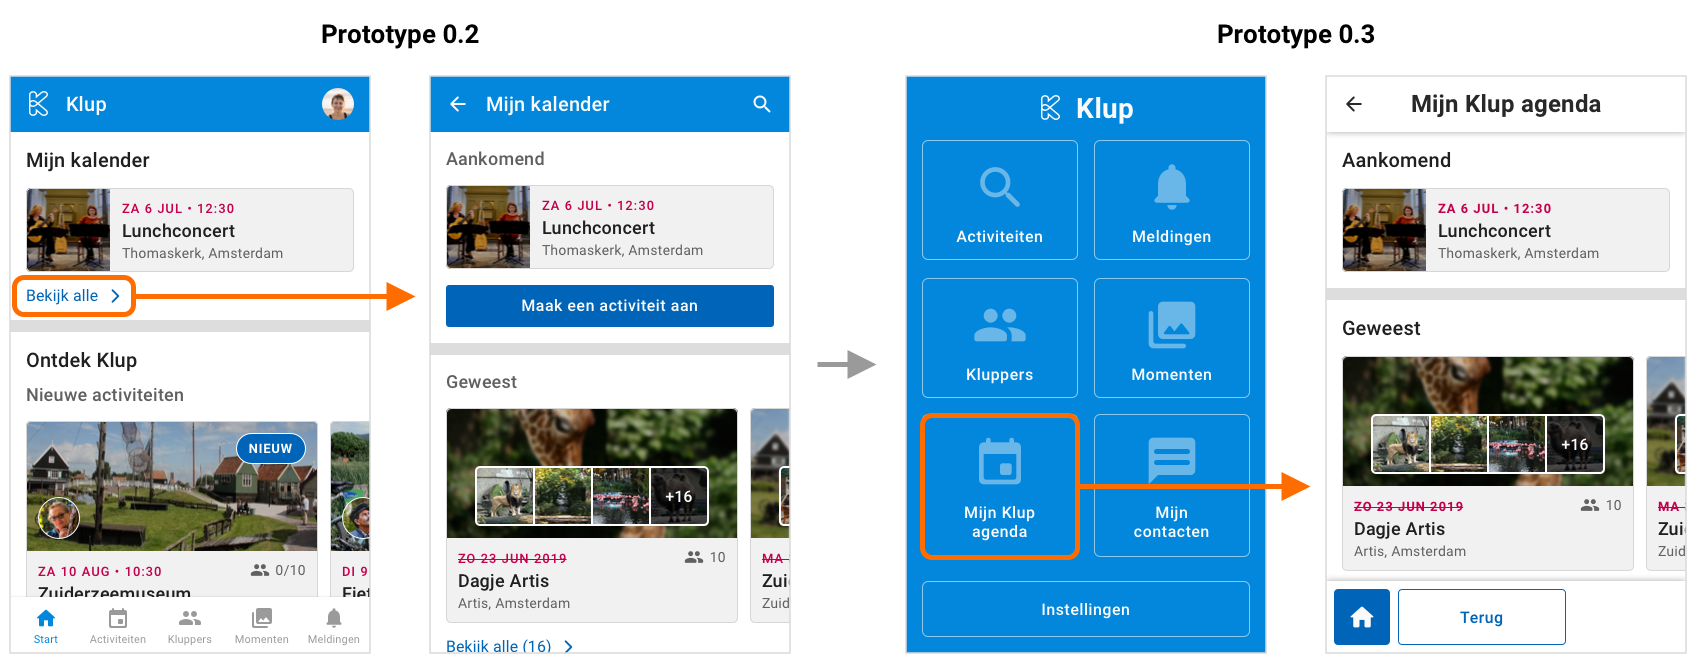 Prototype 0.2
Prototype 0.3
Klup
Mijn kalender
ZA 6 JUL • 12:30
Lunchconcert
Thomaskerk, Amsterdam
Bekijk alle
Ontdek Klup
Nieuwe activiteiten
NIEUW
ZA 10 AUG • 10:30
0/10
Zuiderzeemuseum
DI 9
Fiet
Start
Activiteiten
Kluppers
Momenten
Meldingen
Mijn kalender
Aankomend
ZA 6 JUL • 12:30
Lunchconcert
Thomaskerk, Amsterdam
Maak een activiteit aan
Geweest
+16
ZO 23 JUN 2019
10
Dagje Artis
Artis, Amsterdam
MA
Zui
Zuid
Bekijk alle (16)
Klup
Activiteiten
Meldingen
Kluppers
Momenten
Mijn Klup
agenda
Mijn
contacten
Instellingen
Mijn Klup agenda
Aankomend
ZA 6 JUL • 12:30
Lunchconcert
Thomaskerk, Amsterdam
Geweest
+16
ZO 23 JUN 2019
10
Dagje Artis
Artis, Amsterdam
MA
Zui
Zuid
Terug